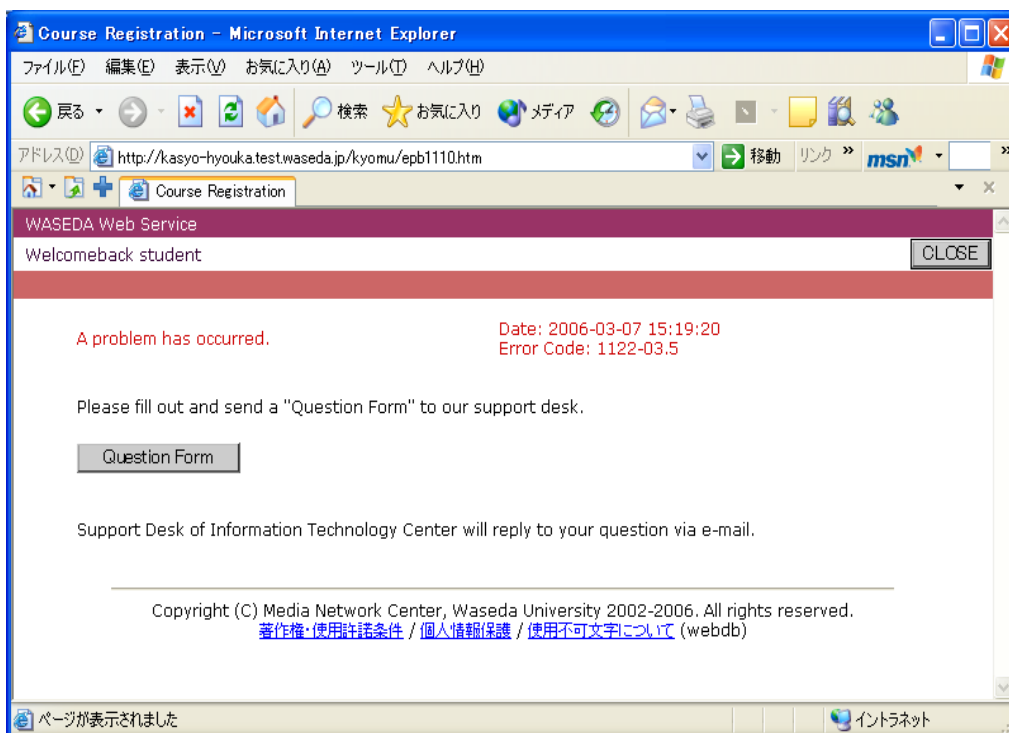 Course Registration - Microsoft Internet Explorer
ファイル(F) 編集(E) 表示(V) お気に入り(A) ツール(T) ヘルプ(H)
戻る 検索 お気に入り メディア
アドレス(D) http://kasyo-hyouka.test.waseda.jp/kyomu/epb1110.htm 移動 リンク » msn »
Course Registration
WASEDA Web Service
Welcomeback student CLOSE
A problem has occurred.
Date: 2006-03-07 15:19:20
Error Code: 1122-03.5
Please fill out and send a "Question Form" to our support desk.
Question Form
Support Desk of Information Technology Center will reply to your question via e-mail.
Copyright (C) Media Network Center, Waseda University 2002-2006. All rights reserved.
著作権・使用許諾条件 / 個人情報保護 / 使用不可文字について (webdb)
ページが表示されました イントラネット